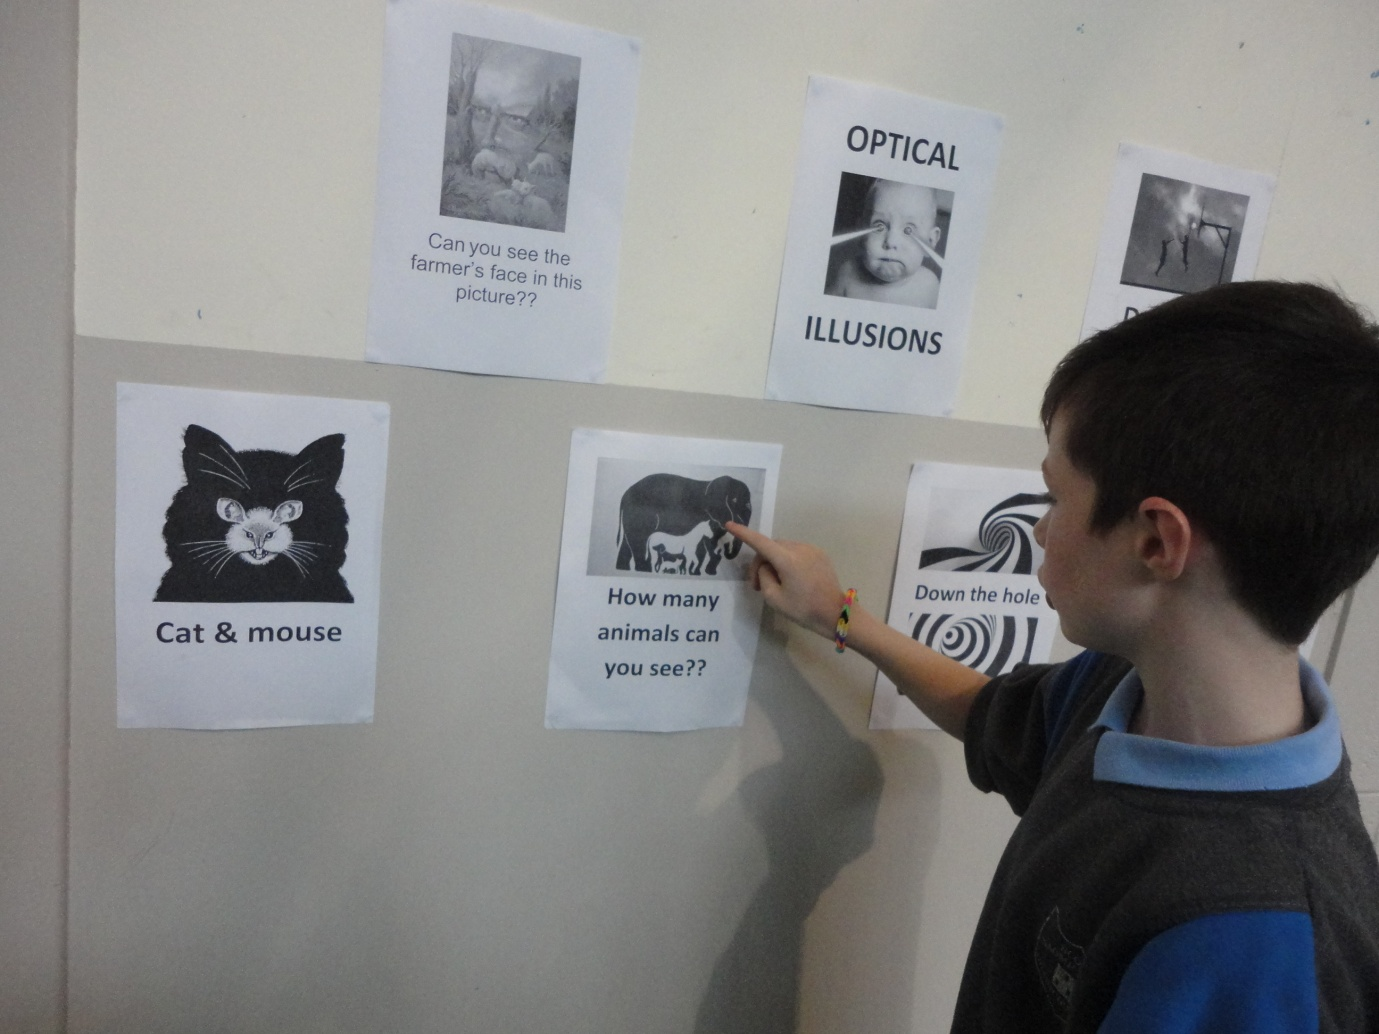 Can you see the
farmer's face in this
picture??
OPTICAL
ILLUSIONS
Cat & mouse
How many
animals can
you see??
Down the hole